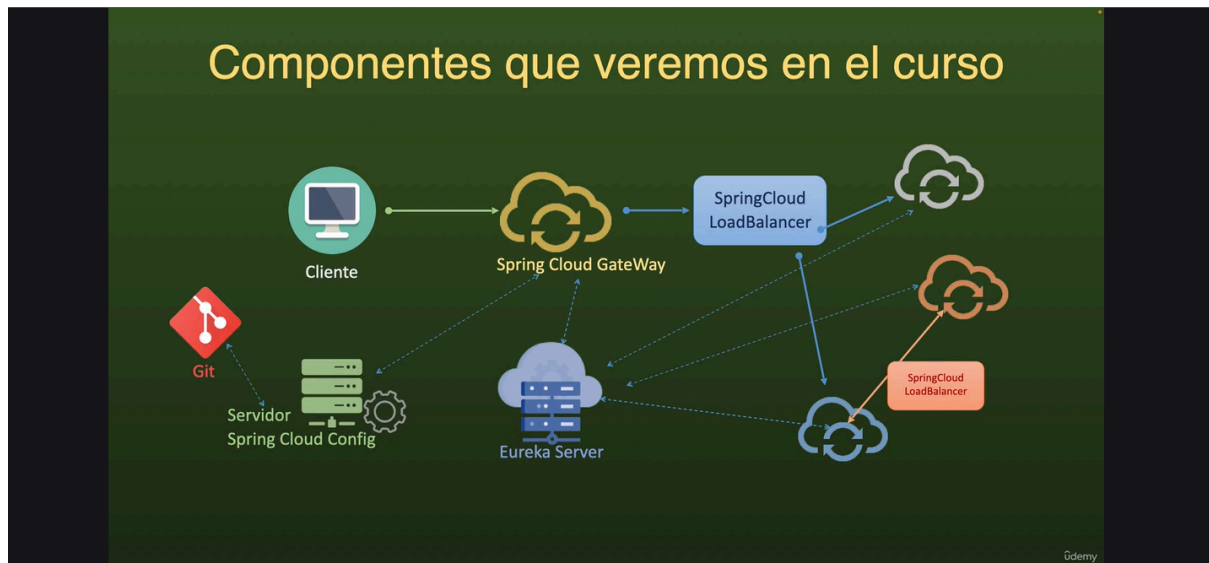 Componentes que veremos en el curso
SpringCloud
LoadBalancer
Cliente
Spring Cloud GateWay
Git
SpringCloud
LoadBalancer
Servidor
Spring Cloud Config
Eureka Server
ûdemy